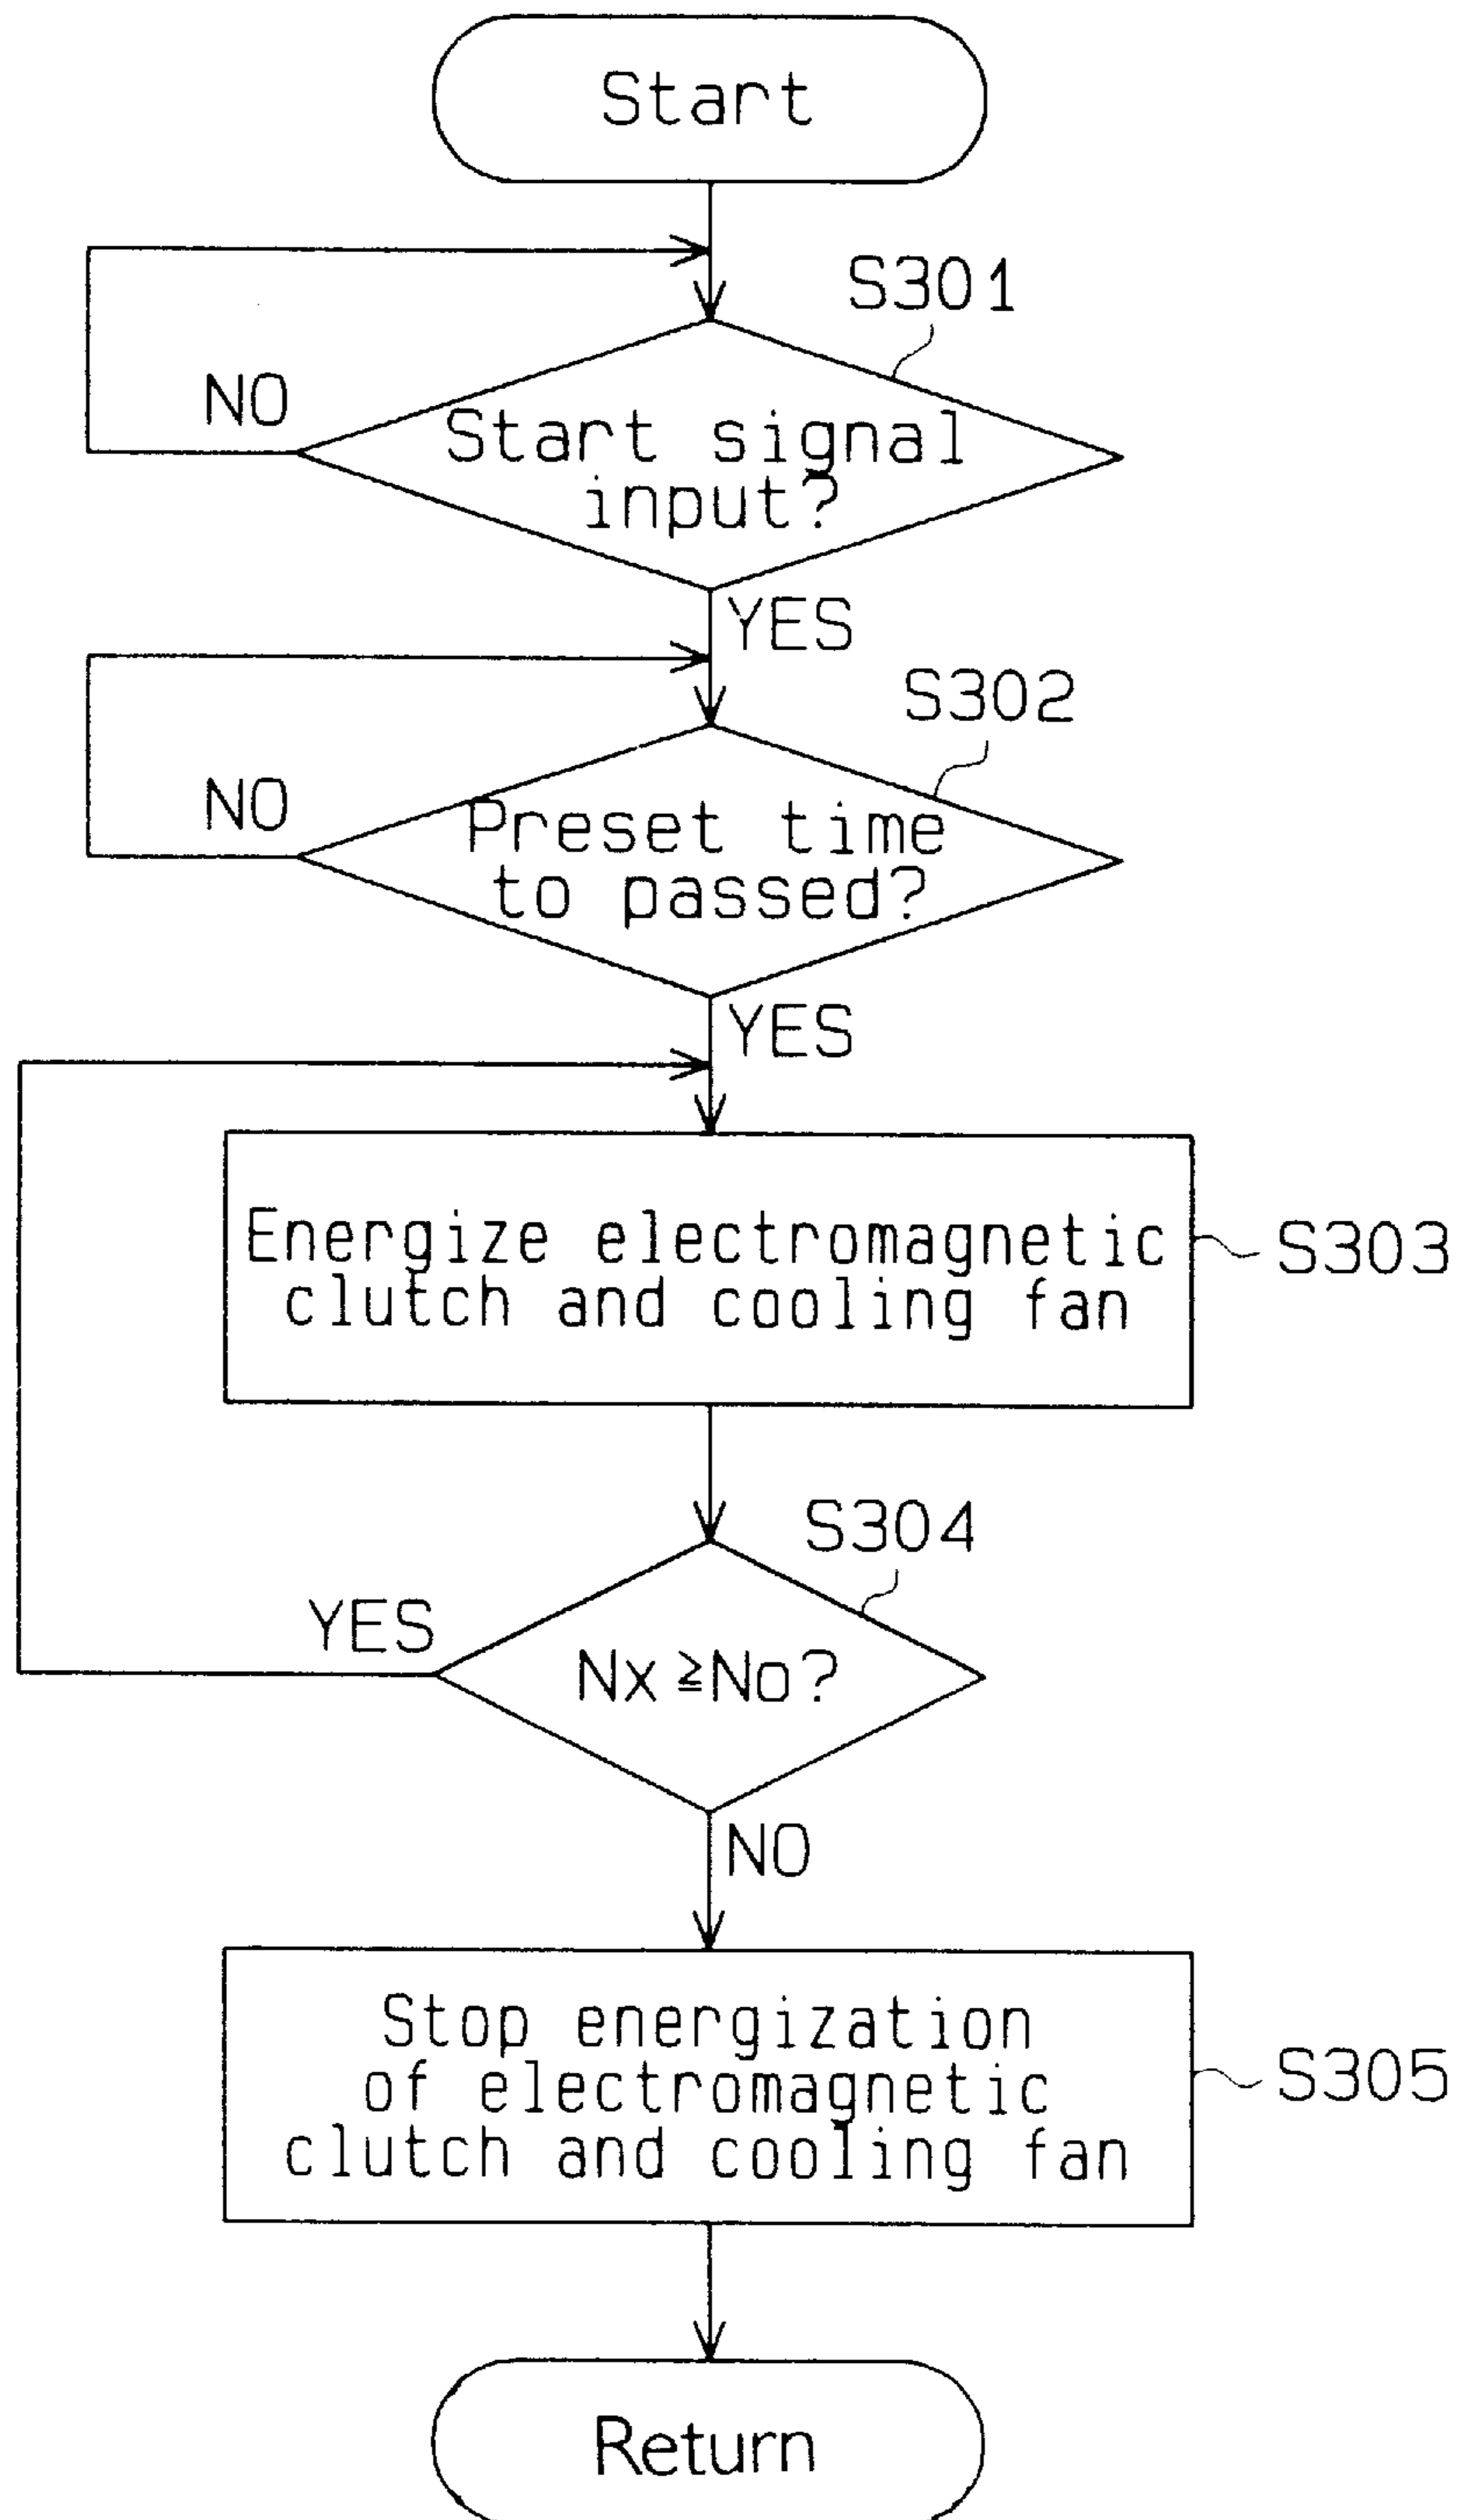 Start
S301
NO
Start signal
input?
YES
S302
NO
Preset time
to passed?
YES
Energize electromagnetic
clutch and cooling fan
S303
S304
YES
Nx≧No?
NO
Stop energization
of electromagnetic
clutch and cooling fan
S305
Return